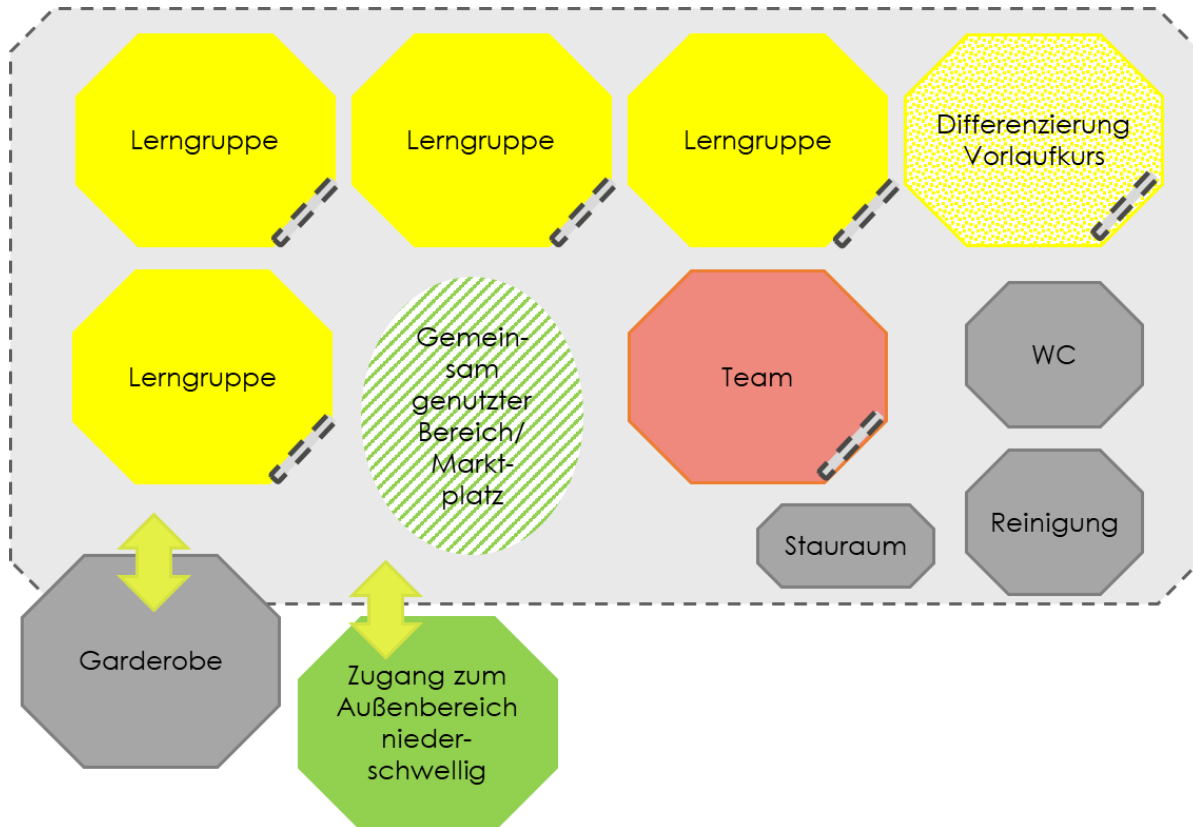 Lerngruppe
Lerngruppe
Lerngruppe
Differenzierung
Vorlaufkurs
Lerngruppe
Gemein-
sam
genutzter
Bereich/
Markt-
platz
Team
WC
Stauraum
Reinigung
Garderobe
Zugang zum
Außenbereich
nieder-
schwellig